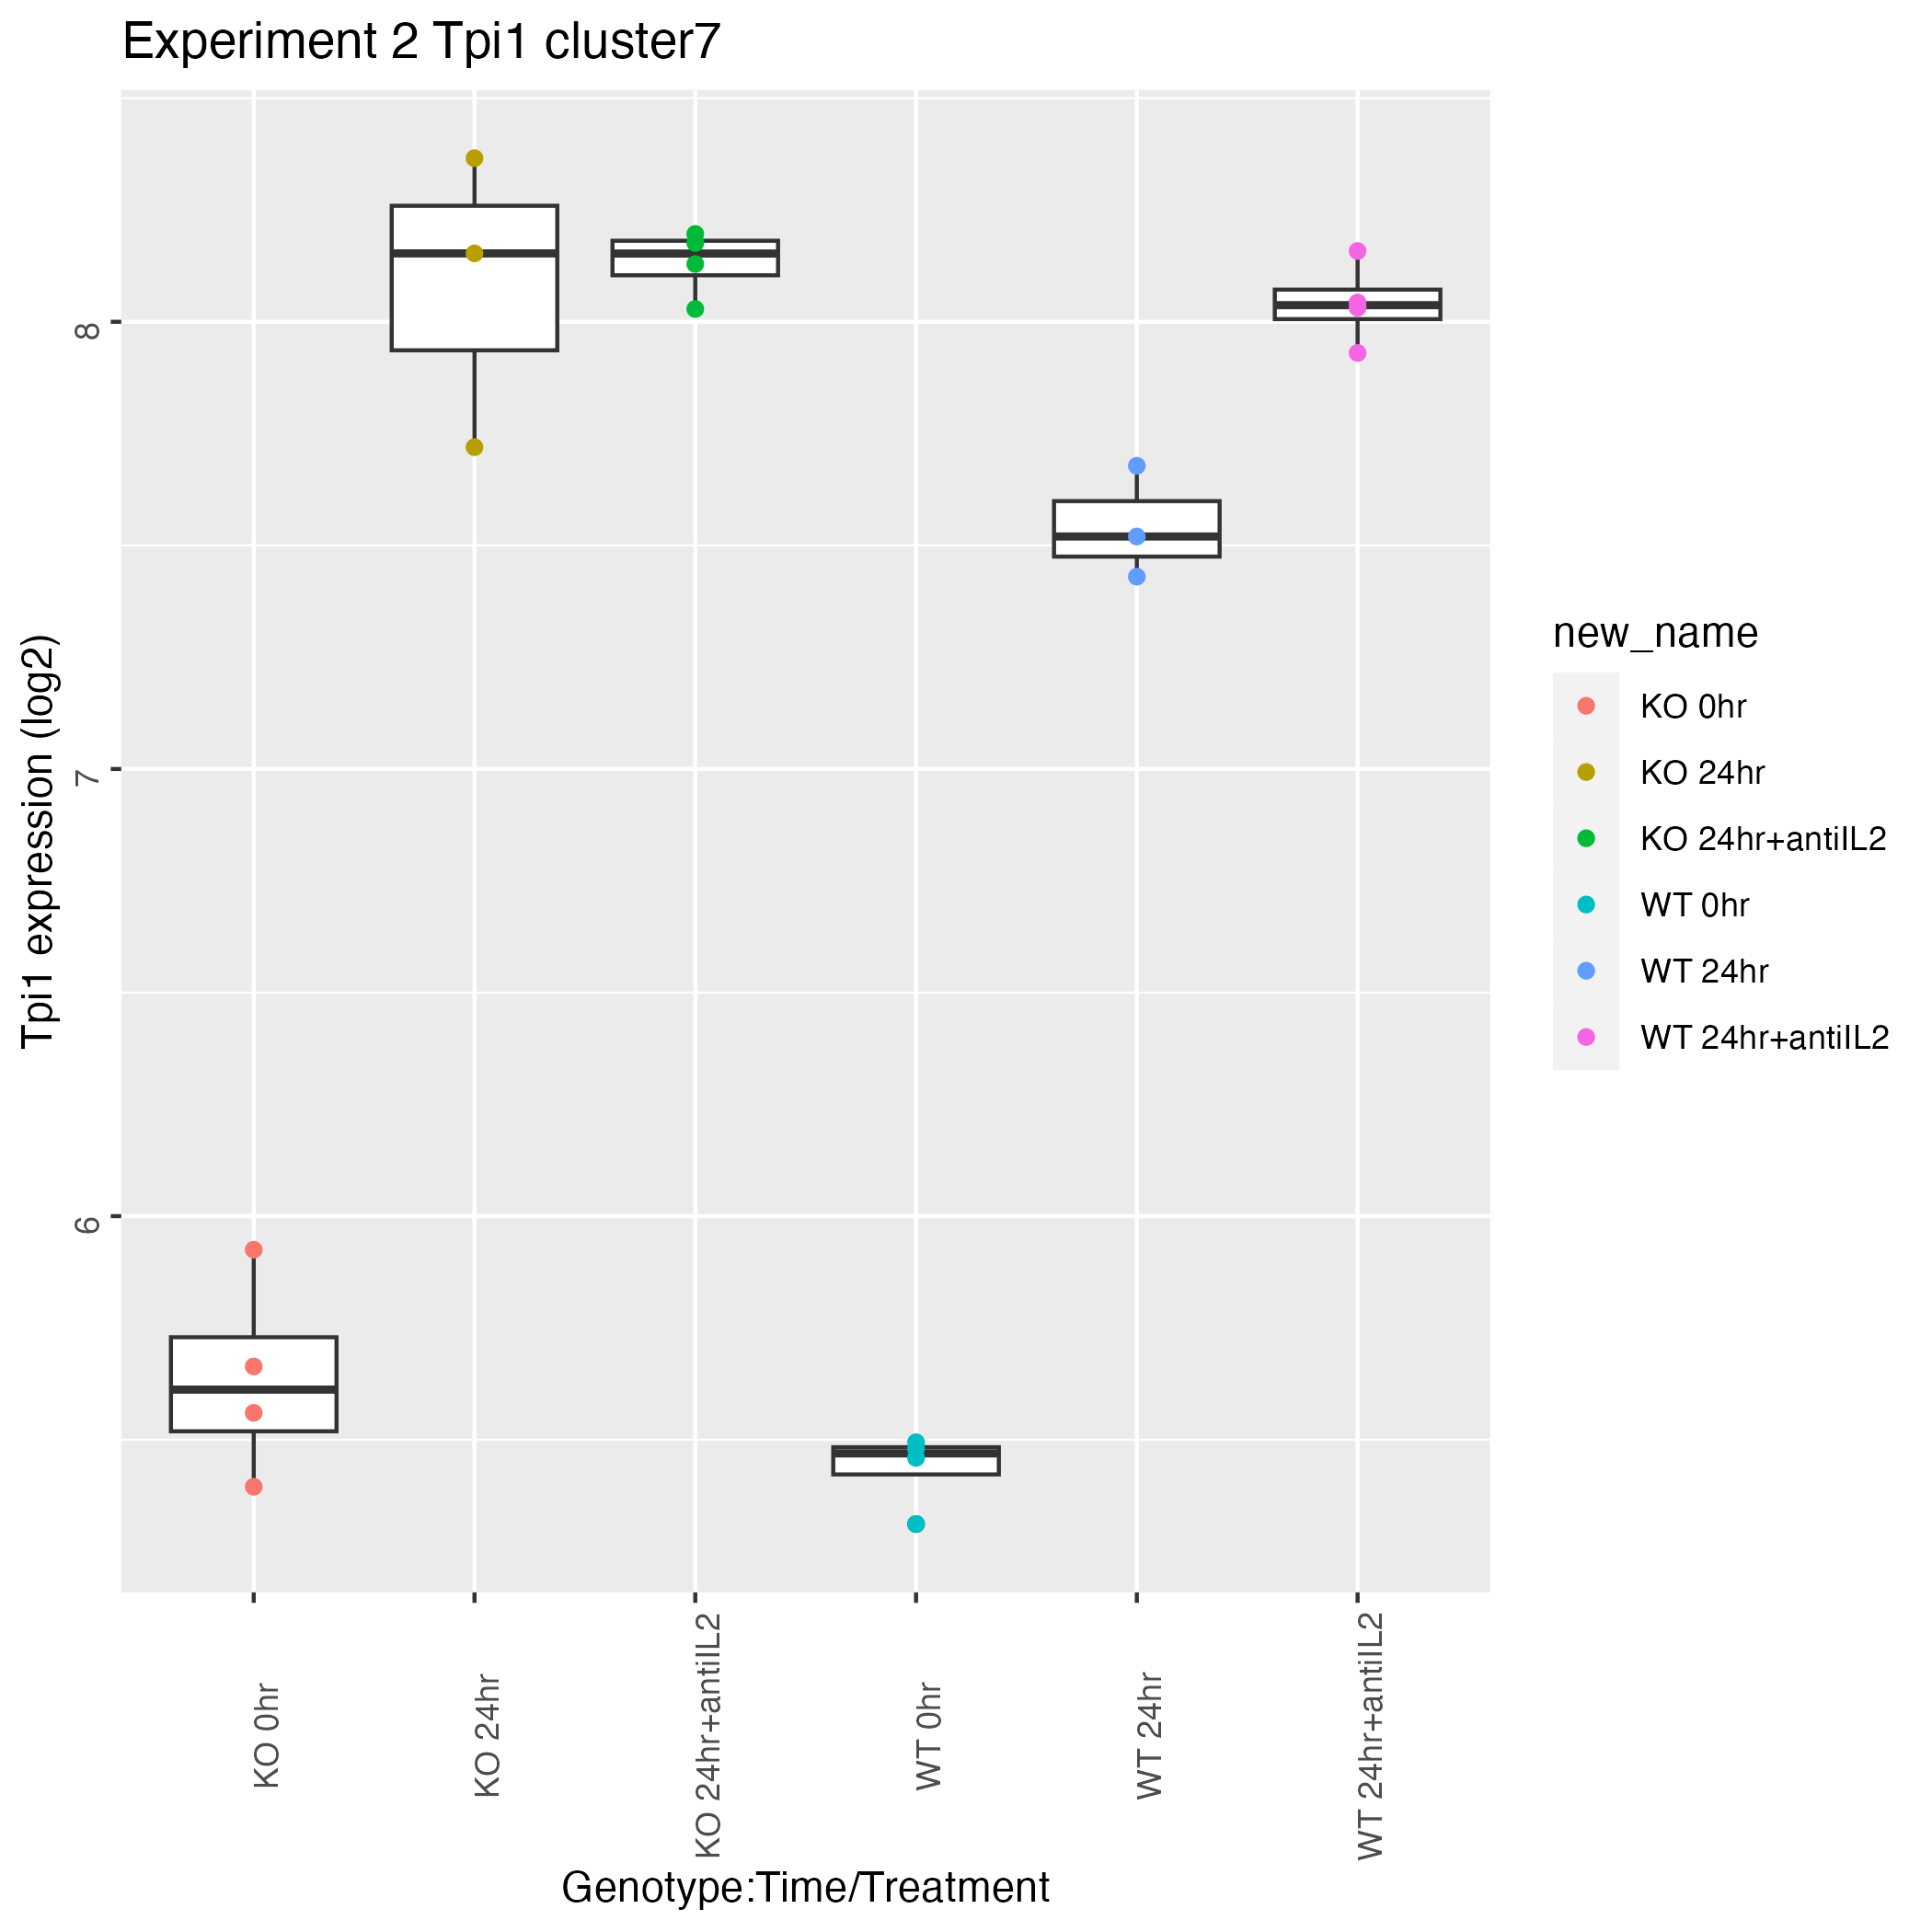 Experiment 2 Tpi1 cluster7
Tpi1 expression (log2)
8
7
6
KO 0hr
KO 24hr
KO 24hr+antiIL2
WT 0hr
WT 24hr
WT 24hr+antiIL2
Genotype:Time/Treatment
new_name
KO 0hr
KO 24hr
KO 24hr+antiIL2
WT 0hr
WT 24hr
WT 24hr+antiIL2